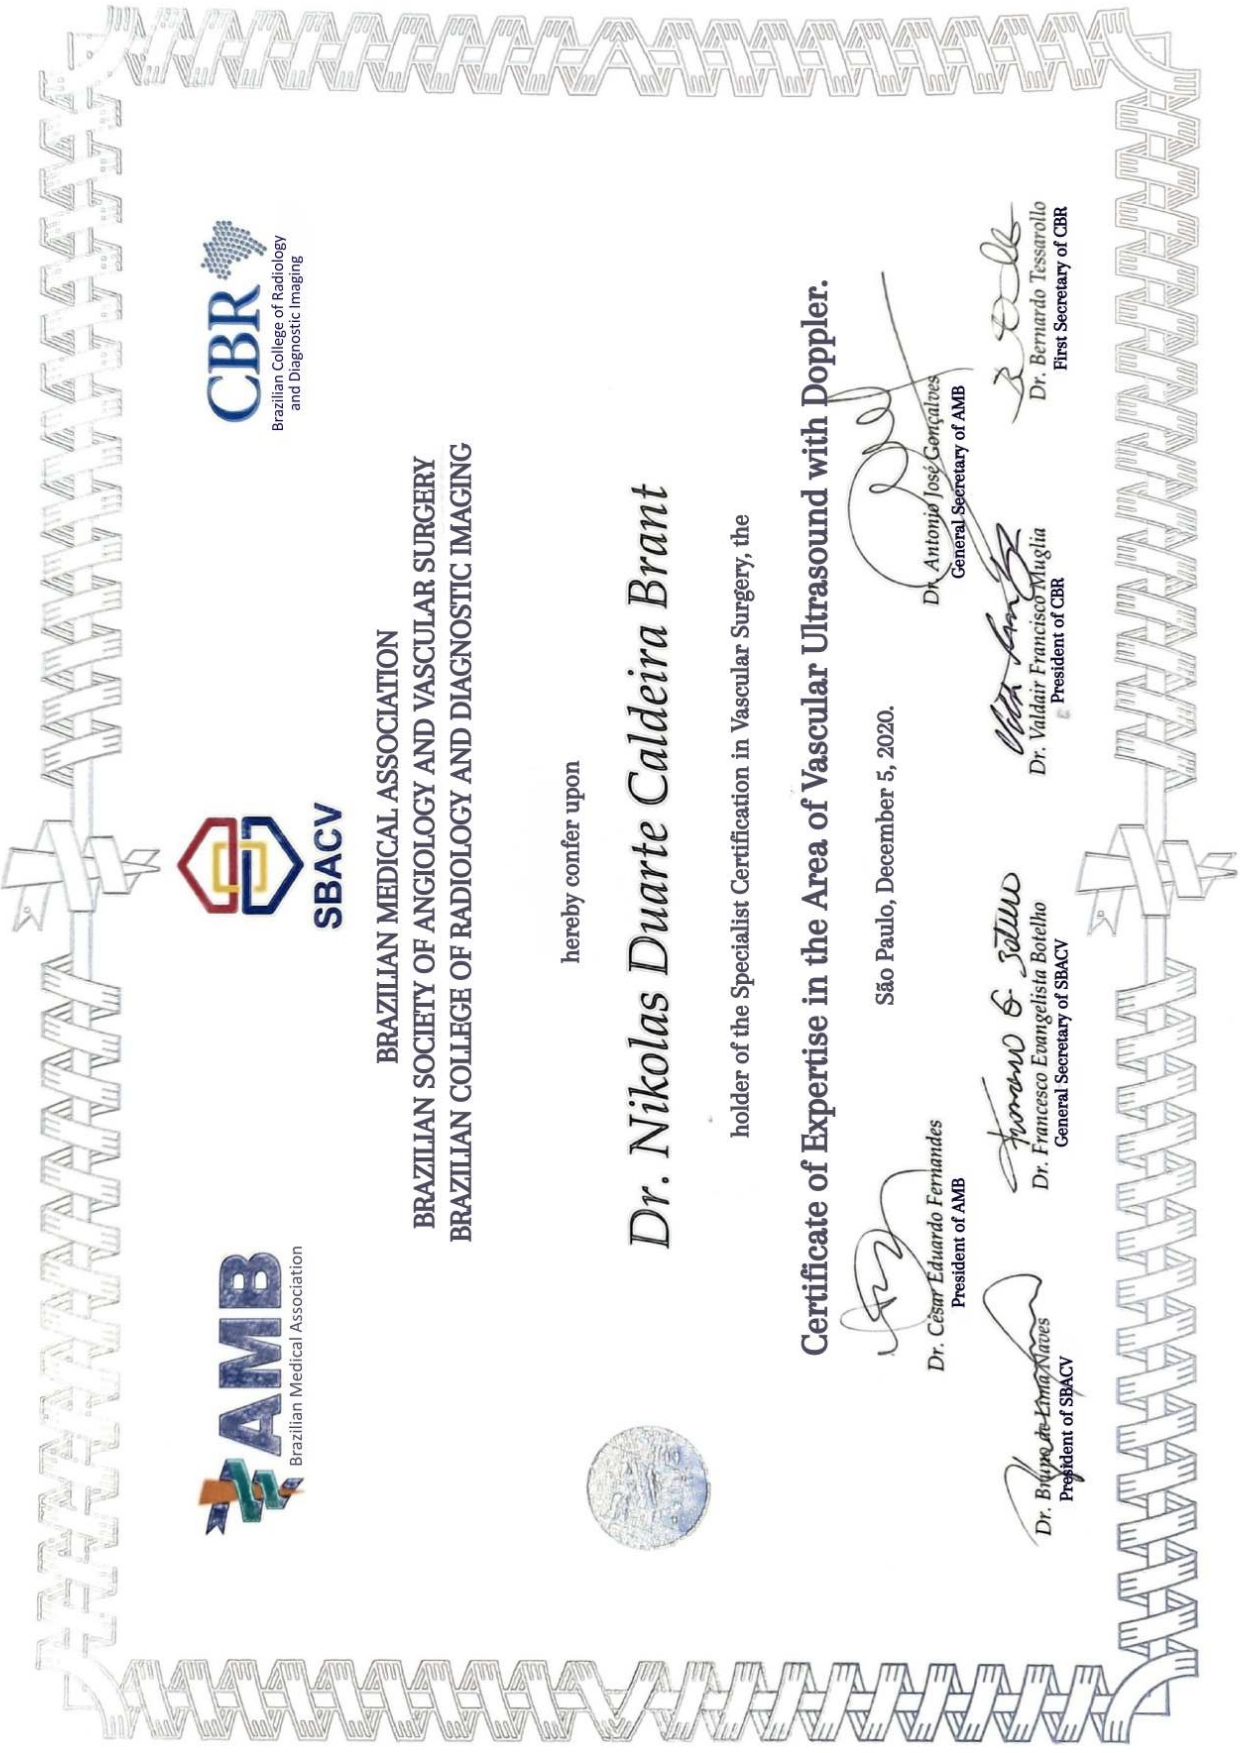 AMB
Brazilian Medical Association
SBACV
CBR
Brazilian College of Radiology
and Diagnostic Imaging
BRAZILIAN MEDICAL ASSOCIATION
BRAZILIAN SOCIETY OF ANGIOLOGY AND VASCULAR SURGERY
BRAZILIAN COLLEGE OF RADIOLOGY AND DIAGNOSTIC IMAGING
hereby confer upon
Dr. Nikolas Duarte Caldeira Brant
holder of the Specialist Certification in Vascular Surgery, the
Certificate of Expertise in the Area of Vascular Ultrasound with Doppler.
São Paulo, December 5, 2020.
Dr. César Eduardo Fernandes
President of AMB
Dr. Antonio José Gonçalves
General Secretary of AMB
Dr. Bruno de Lima Naves
President of SBACV
Dr. Francesco Evangelista Botelho
General Secretary of SBACV
Dr. Valdair Francisco Muglia
President of CBR
Dr. Bernardo Tessarollo
First Secretary of CBR